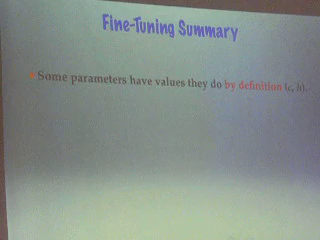 Fine-Tuning Summary
Some parameters have values they do by definition (c, h).